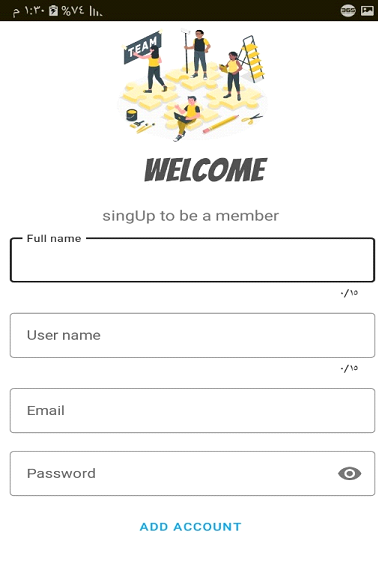 ١:٣٠ م %٧٤
365
TEAM
WELCOME
singUp to be a member
Full name
٠/١٥
User name
٠/١٥
Email
Password
ADD ACCOUNT